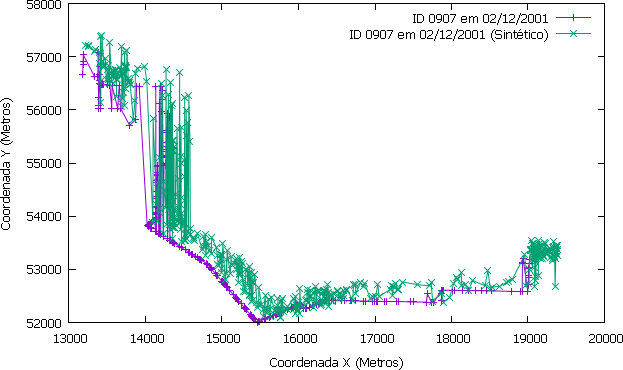 58000
57000
56000
55000
54000
53000
52000
13000 14000 15000 16000 17000 18000 19000 20000
Coordenada Y (Metros)
Coordenada X (Metros)
ID 0907 em 02/12/2001
ID 0907 em 02/12/2001 (Sintético)